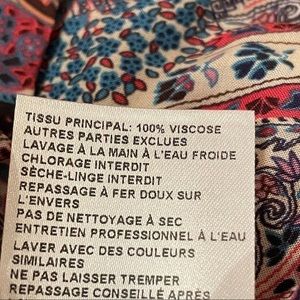 TISSU PRINCIPAL: 100% VISCOSE
AUTRES PARTIES EXCLUES
LAVAGE À LA MAIN À L'EAU FROIDE
CHLORAGE INTERDIT
SÈCHE-LINGE INTERDIT
REPASSAGE À FER DOUX SUR
L'ENVERS
PAS DE NETTOYAGE À SEC
ENTRETIEN PROFESSIONNEL À L'EAU
LAVER AVEC DES COULEURS
SIMILAIRES
NE PAS LAISSER TREMPER
REPASSAGE CONSEILLÉ APRÈS